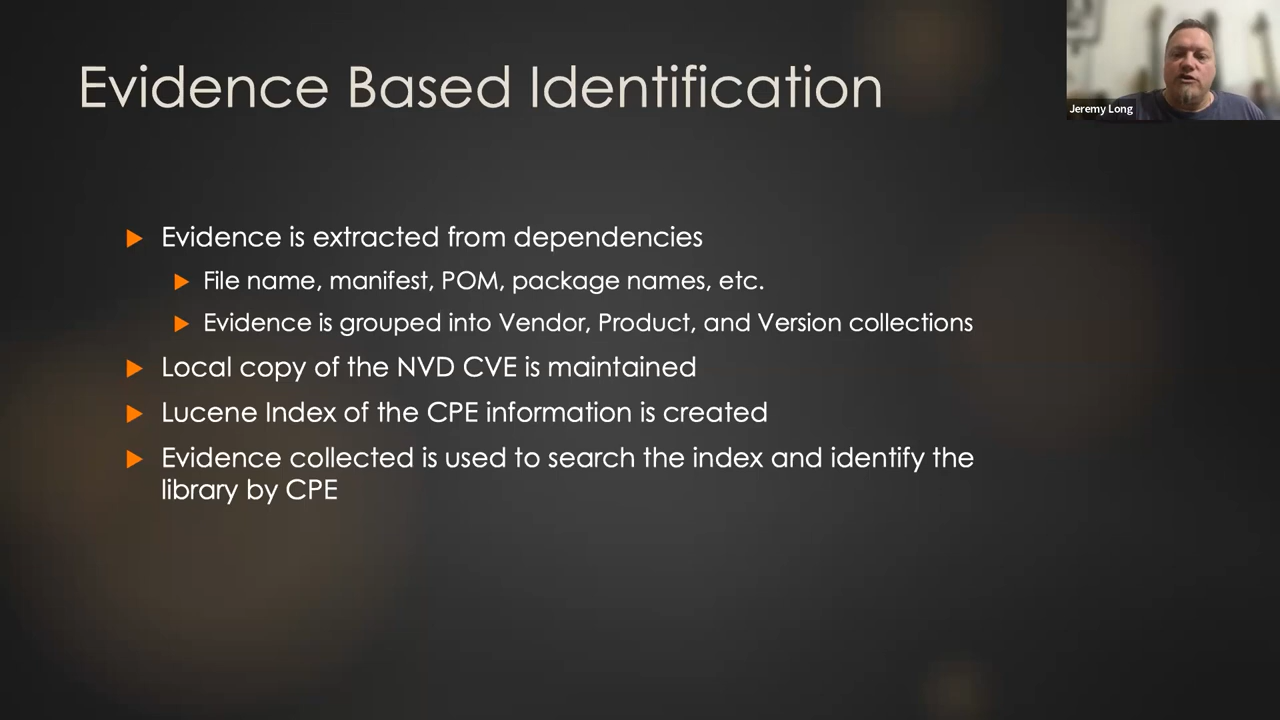 Evidence Based Identification
Jeremy Long
Evidence is extracted from dependencies
File name, manifest, POM, package names, etc.
Evidence is grouped into Vendor, Product, and Version collections
Local copy of the NVD CVE is maintained
Lucene Index of the CPE information is created
Evidence collected is used to search the index and identify the
library by CPE